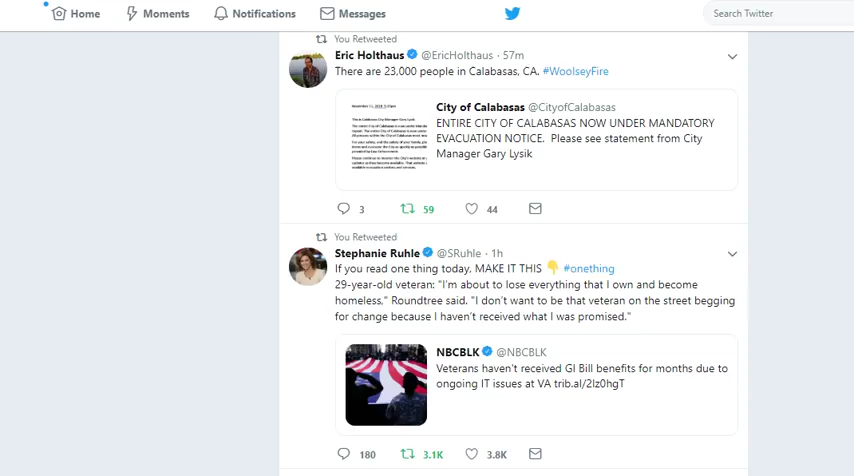 Home Moments Notifications Messages Search Twitter
You Retweeted
Eric Holthaus @EricHolthaus · 57m
There are 23,000 people in Calabasas, CA. #WoolseyFire
City of Calabasas @CityofCalabasas
ENTIRE CITY OF CALABASAS NOW UNDER MANDATORY
EVACUATION NOTICE. Please see statement from City
Manager Gary Lysik
3 59 44
You Retweeted
Stephanie Ruhle @SRuhle · 1h
If you read one thing today, MAKE IT THIS 👇 #onething
29-year-old veteran: "I'm about to lose everything that I own and become
homeless," Roundtree said. "I don't want to be that veteran on the street begging
for change because I haven't received what I was promised."
NBCBLK @NBCBLK
Veterans haven't received GI Bill benefits for months due to
ongoing IT issues at VA trib.al/2lz0hgT
180 3.1K 3.8K